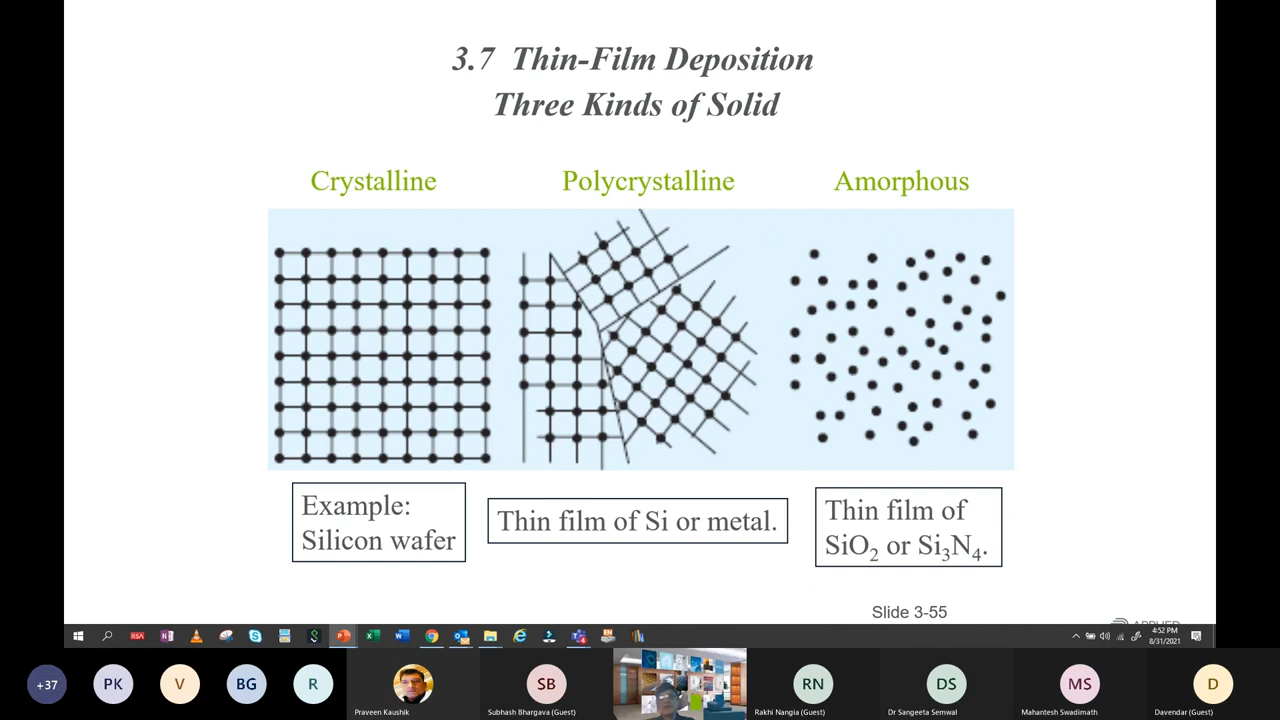 3.7 Thin-Film Deposition
Three Kinds of Solid
Crystalline
Polycrystalline
Amorphous
Example:
Silicon wafer
Thin film of Si or metal.
Thin film of
SiO2 or Si3N4.
Slide 3-55
RSA
EN
4:52 PM
8/31/2021
+37
PK
V
BG
R
Praveen Kaushik
SB
Subhash Bhargava (Guest)
RN
Rakhi Nangia (Guest)
DS
Dr Sangeeta Semwal
MS
Mahantesh Swadimath
D
Davendar (Guest)